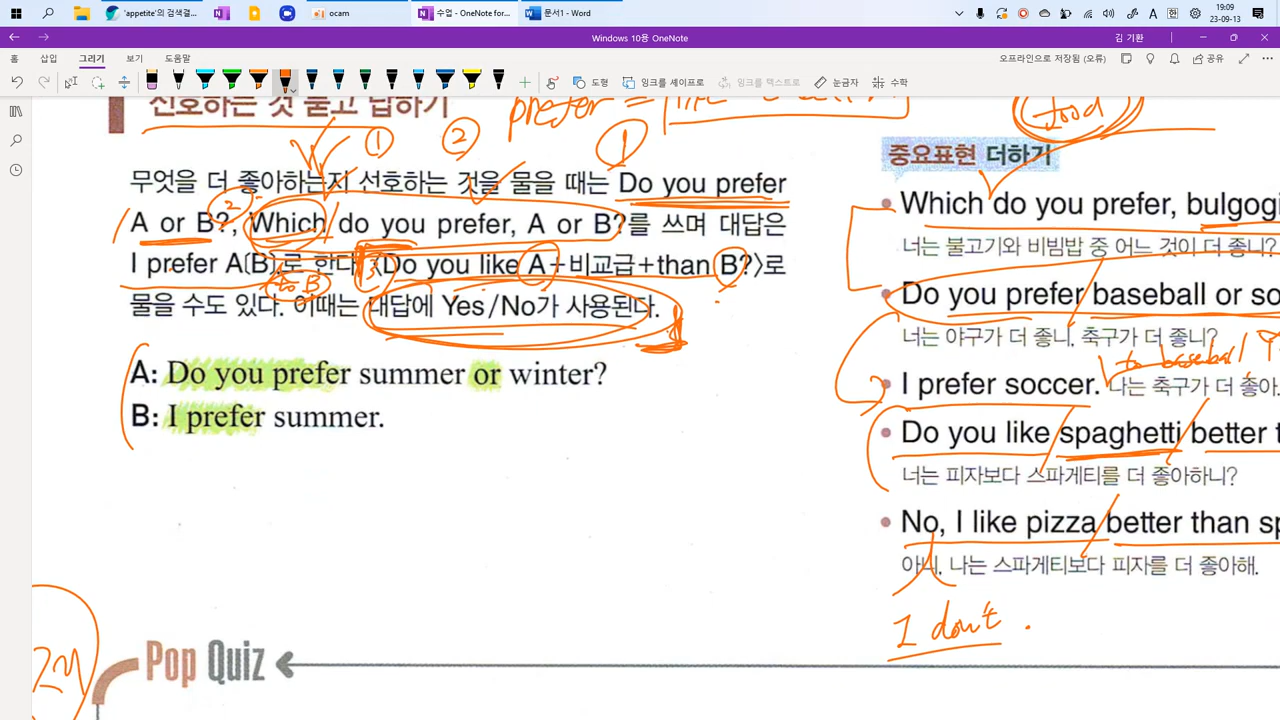 'appetite'의 검색결...
ocam
수업 - OneNote for...
문서1 - Word
19:09
23-09-13
Windows 10용 OneNote
김 기환
홈 삽입 그리기 보기 도움말
오프라인으로 저장됨 (오류)
공유
도형 잉크를 셰이프로 잉크를 텍스트로 눈금자 수학
선호하는 것 묻고 답하기
prefer =
food
① ② ①
무엇을 더 좋아하는지 선호하는 것을 물을 때는 Do you prefer
②
A or B?, Which do you prefer, A or B?를 쓰며 대답은
I prefer A(B)로 한다. 〈Do you like A+비교급+than B?〉로
to B
물을 수도 있다. 이때는 대답에 Yes/No가 사용된다.
A: Do you prefer summer or winter?
B: I prefer summer.
중요표현 더하기
Which do you prefer, bulgog
너는 불고기와 비빔밥 중 어느 것이 더 좋니?
Do you prefer baseball or so
너는 야구가 더 좋니, 축구가 더 좋니?
to baseball
I prefer soccer. 나는 축구가 더 좋아.
Do you like spaghetti better t
너는 피자보다 스파게티를 더 좋아하니?
No, I like pizza better than sp
아니, 나는 스파게티보다 피자를 더 좋아해.
I don't.
Pop Quiz